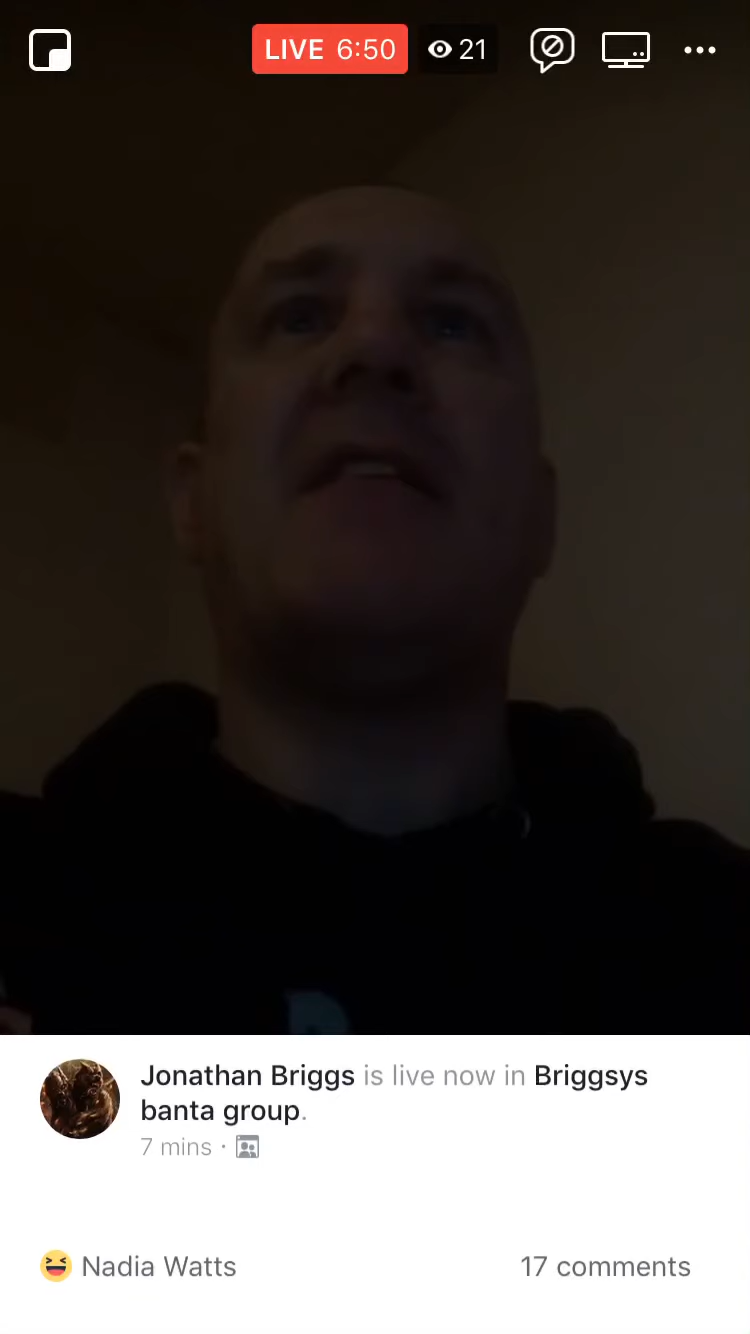 LIVE 6:50 21
Jonathan Briggs is live now in Briggsys
banta group.
7 mins ·
Nadia Watts 17 comments